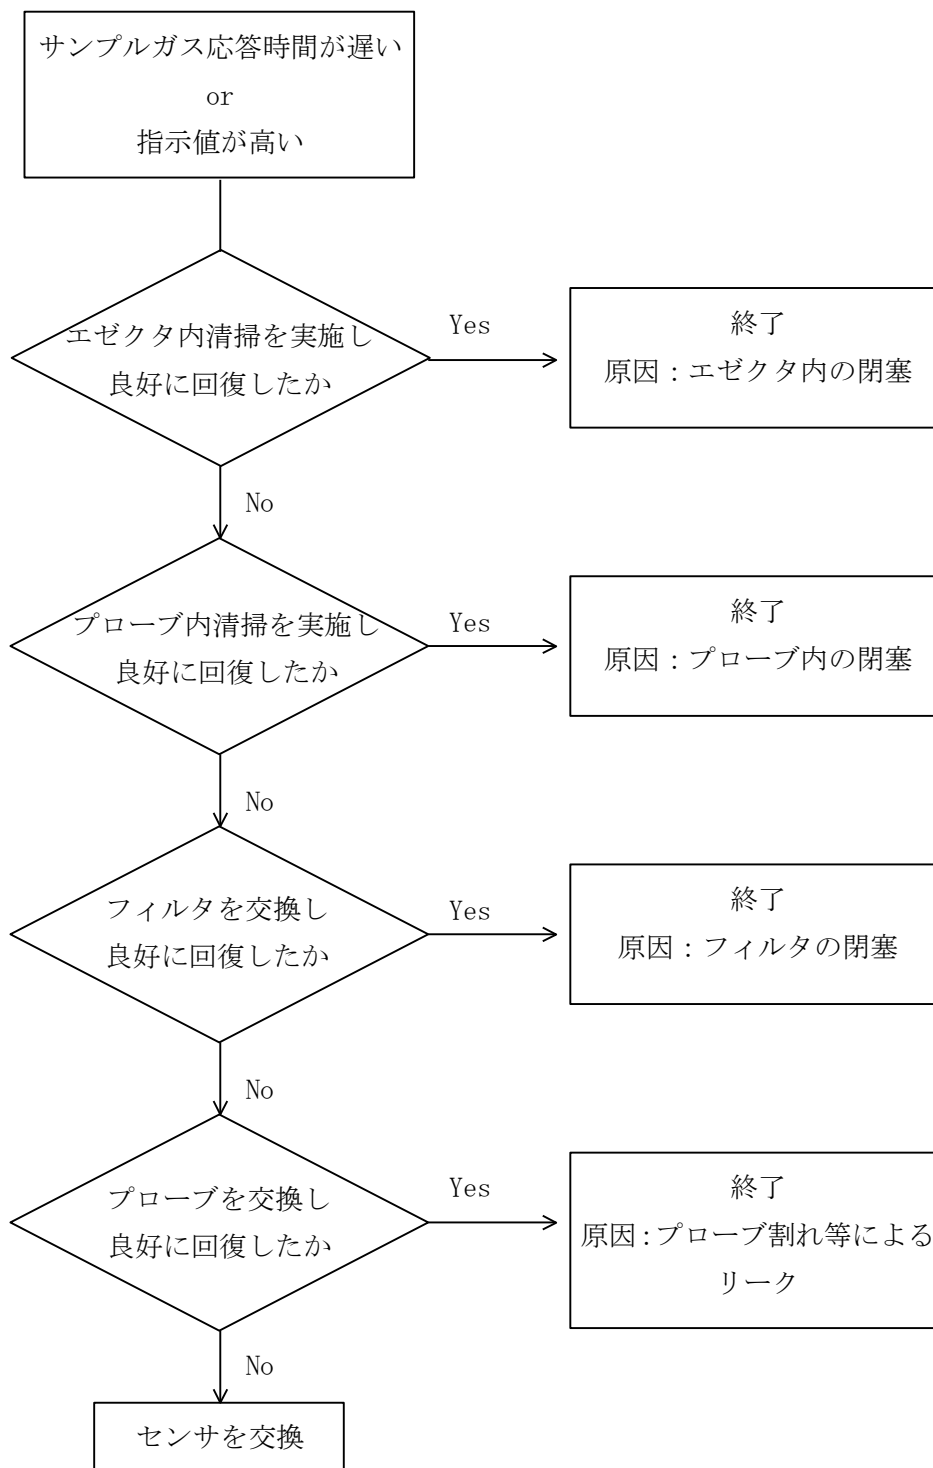 サンプルガス応答時間が遅い
or
指示値が高い
エゼクタ内清掃を実施し
良好に回復したか
Yes
終了
原因：エゼクタ内の閉塞
No
プローブ内清掃を実施し
良好に回復したか
Yes
終了
原因：プローブ内の閉塞
No
フィルタを交換し
良好に回復したか
Yes
終了
原因：フィルタの閉塞
No
プローブを交換し
良好に回復したか
Yes
終了
原因：プローブ割れ等による
リーク
No
センサを交換